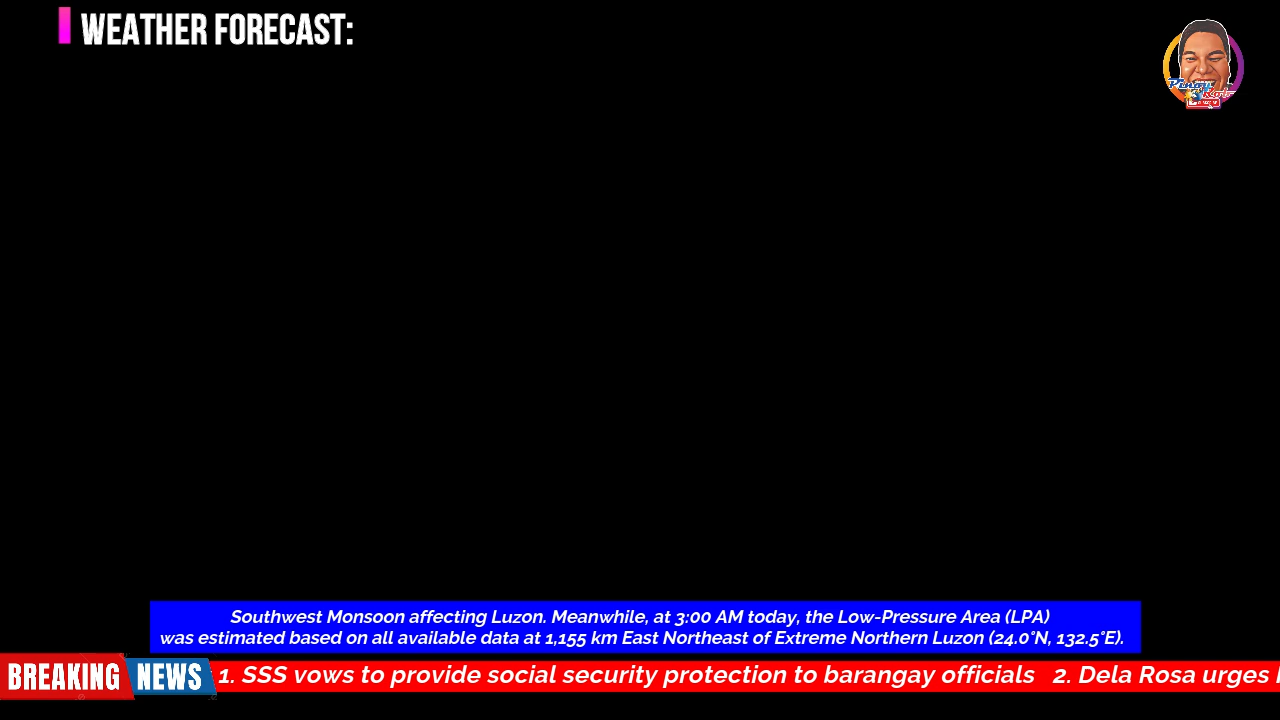 WEATHER FORECAST:
Pinoy
Southwest Monsoon affecting Luzon. Meanwhile, at 3:00 AM today, the Low-Pressure Area (LPA)
was estimated based on all available data at 1,155 km East Northeast of Extreme Northern Luzon (24.0°N, 132.5°E).
BREAKING NEWS 1. SSS vows to provide social security protection to barangay officials 2. Dela Rosa urges